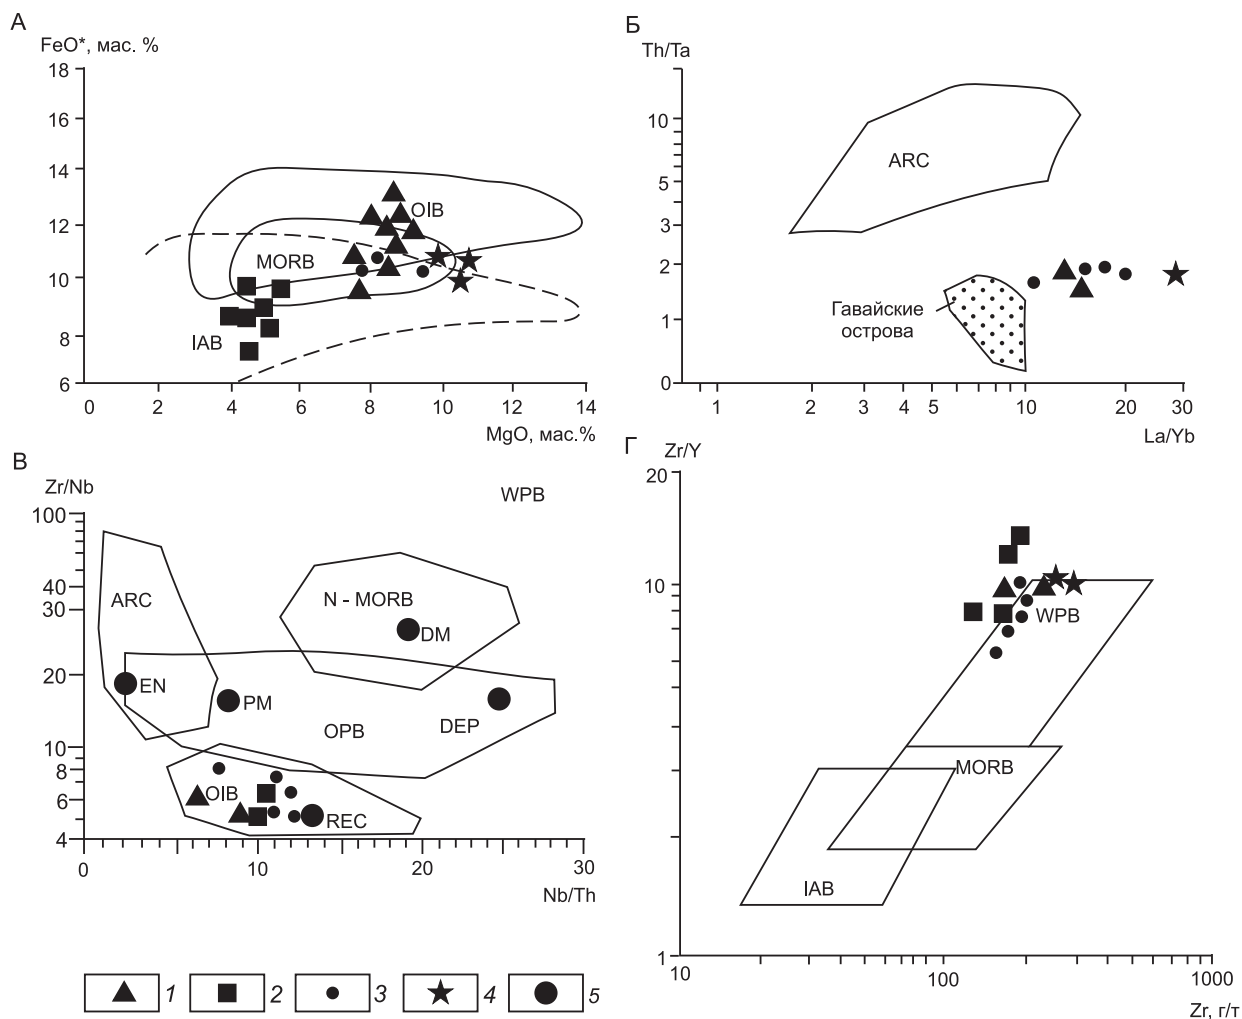 А
FeO*, мас. %
18
16
14
12
10
8
6
0
2
4
6
8
10
12
14
MgO, мас.%
OIB
MORB
IAB
Б
Th/Ta
10
5
3
2
1
0
1
2
3
4
5
10
20
30
La/Yb
ARC
Гавайские
острова
В
Zr/Nb
WPB
100
40
30
20
10
8
6
4
0
10
20
30
Nb/Th
ARC
N - MORB
DM
EN
PM
OPB
DEP
OIB
REC
Г
Zr/Y
20
10
1
10
100
1000
Zr, г/т
WPB
MORB
IAB
1
2
3
4
5